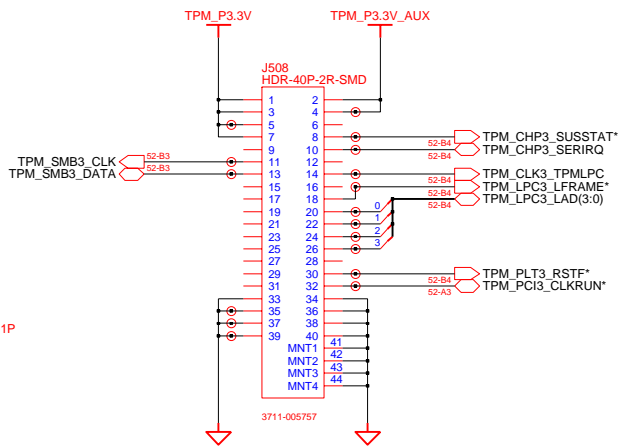 TPM_P3.3V TPM_P3.3V_AUX
J508
HDR-40P-2R-SMD
1 2
3 4
5 6
7 8 TPM_CHP3_SUSSTAT*
52-B4
9 10 TPM_CHP3_SERIRQ
52-B4
TPM_SMB3_CLK 52-B3 11 12
TPM_SMB3_DATA 52-B3 13 14 TPM_CLK3_TPMLPC
52-B4
15 16 TPM_LPC3_LFRAME*
52-B4
17 18 TPM_LPC3_LAD(3:0)
52-B4
19 20 0
21 22 1
23 24 2
25 26 3
27 28
29 30 TPM_PLT3_RSTF*
52-B4
31 32 TPM_PCI3_CLKRUN*
52-A3
33 34
35 36
1P 37 38
39 40
MNT1 41
MNT2 42
MNT3 43
MNT4 44
3711-005757